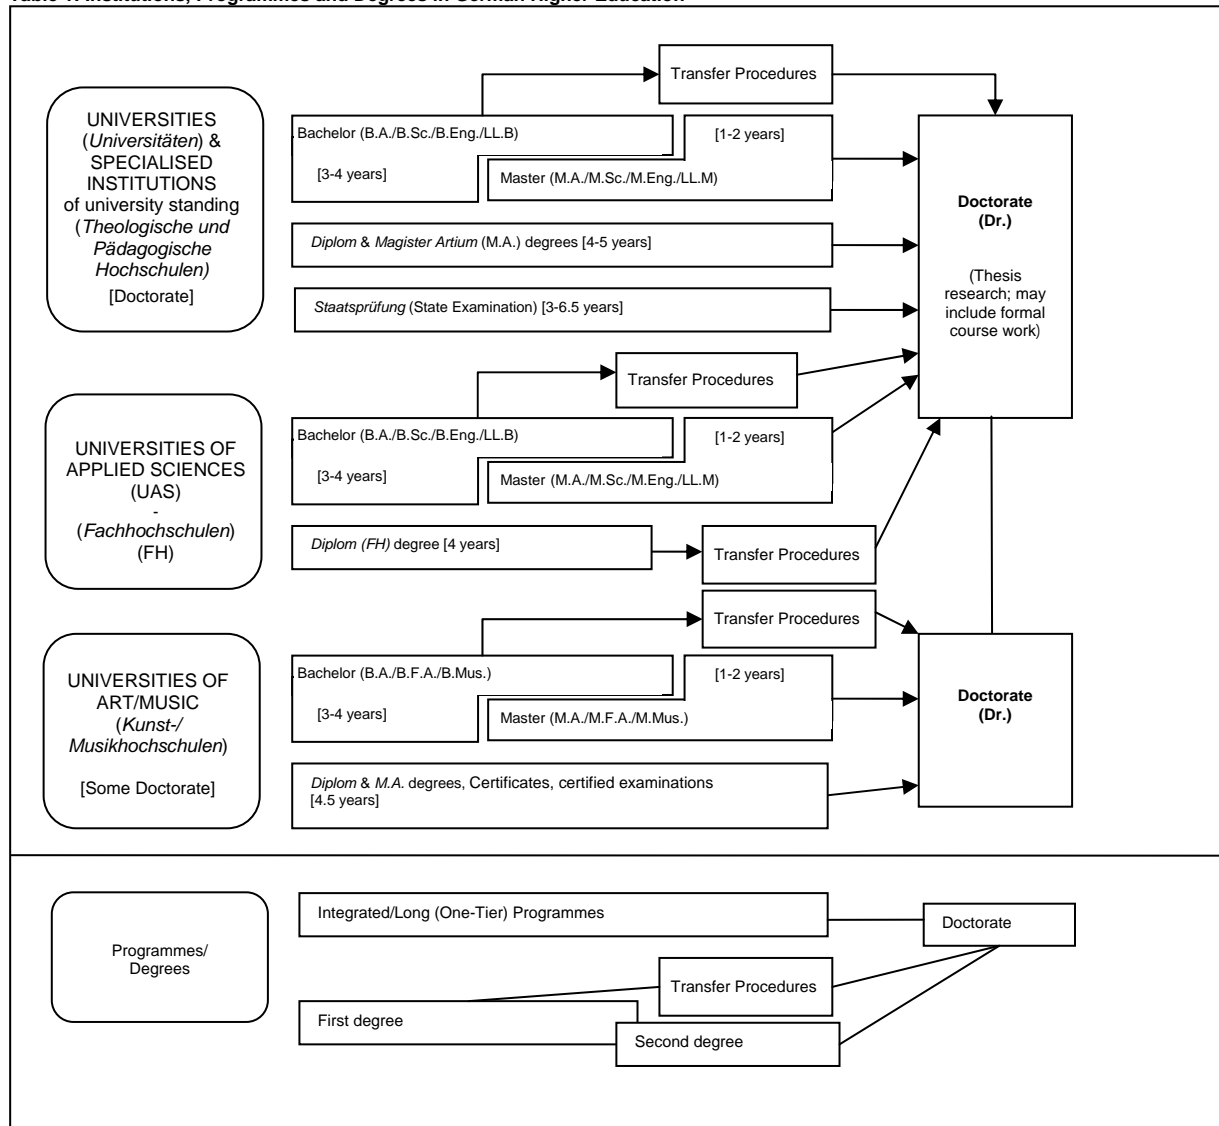 Table 1: Institutions, Programmes and Degrees in German Higher Education
Transfer Procedures
UNIVERSITIES
(Universitäten) &
SPECIALISED
INSTITUTIONS
of university standing
(Theologische und
Pädagogische
Hochschulen)
[Doctorate]
Bachelor (B.A./B.Sc./B.Eng./LL.B)
[3-4 years]
[1-2 years]
Master (M.A./M.Sc./M.Eng./LL.M)
Diplom & Magister Artium (M.A.) degrees [4-5 years]
Staatsprüfung (State Examination) [3-6.5 years]
Doctorate
(Dr.)
(Thesis
research; may
include formal
course work)
Transfer Procedures
UNIVERSITIES OF
APPLIED SCIENCES
(UAS)
-
(Fachhochschulen)
(FH)
Bachelor (B.A./B.Sc./B.Eng./LL.B)
[3-4 years]
[1-2 years]
Master (M.A./M.Sc./M.Eng./LL.M)
Diplom (FH) degree [4 years]
Transfer Procedures
Transfer Procedures
UNIVERSITIES OF
ART/MUSIC
(Kunst-/
Musikhochschulen)
[Some Doctorate]
Bachelor (B.A./B.F.A./B.Mus.)
[3-4 years]
[1-2 years]
Master (M.A./M.F.A./M.Mus.)
Diplom & M.A. degrees, Certificates, certified examinations
[4.5 years]
Doctorate
(Dr.)
Programmes/
Degrees
Integrated/Long (One-Tier) Programmes
Doctorate
Transfer Procedures
First degree
Second degree